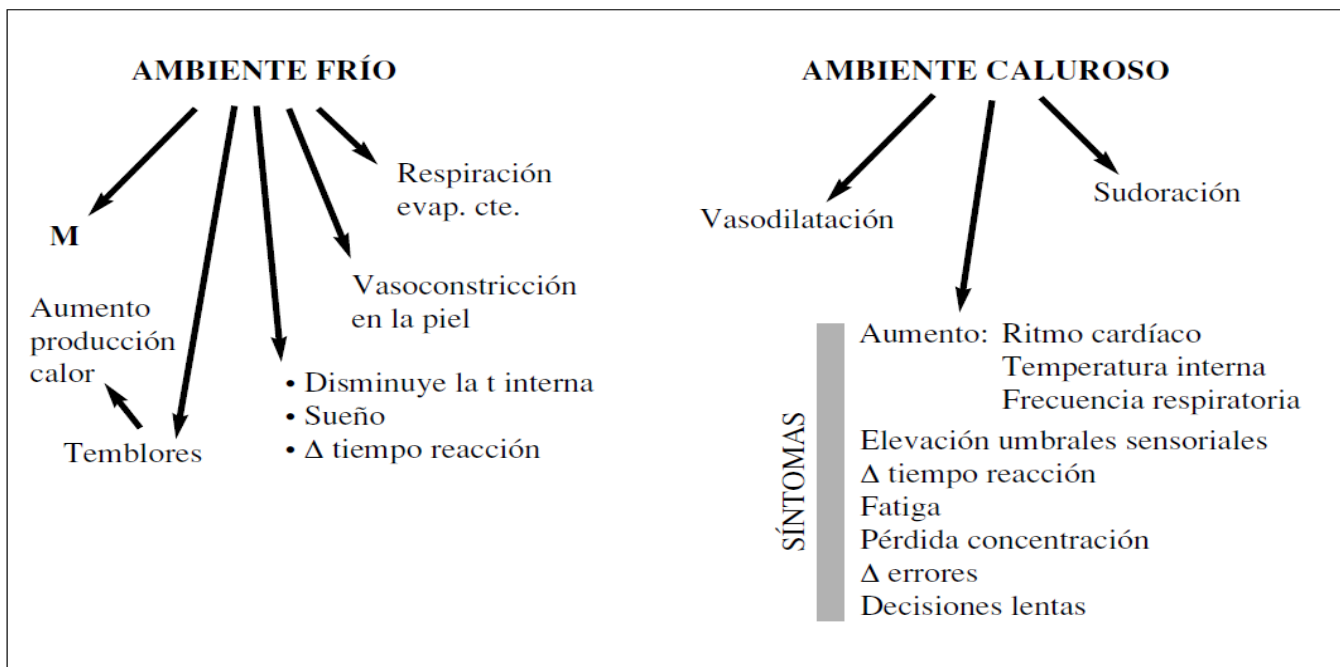 AMBIENTE FRÍO
Respiración
evap. cte.
M
Vasoconstricción
en la piel
Aumento
producción
calor
• Disminuye la t interna
• Sueño
• Δ tiempo reacción
Temblores
AMBIENTE CALUROSO
Sudoración
Vasodilatación
SÍNTOMAS
Aumento: Ritmo cardíaco
Temperatura interna
Frecuencia respiratoria
Elevación umbrales sensoriales
Δ tiempo reacción
Fatiga
Pérdida concentración
Δ errores
Decisiones lentas